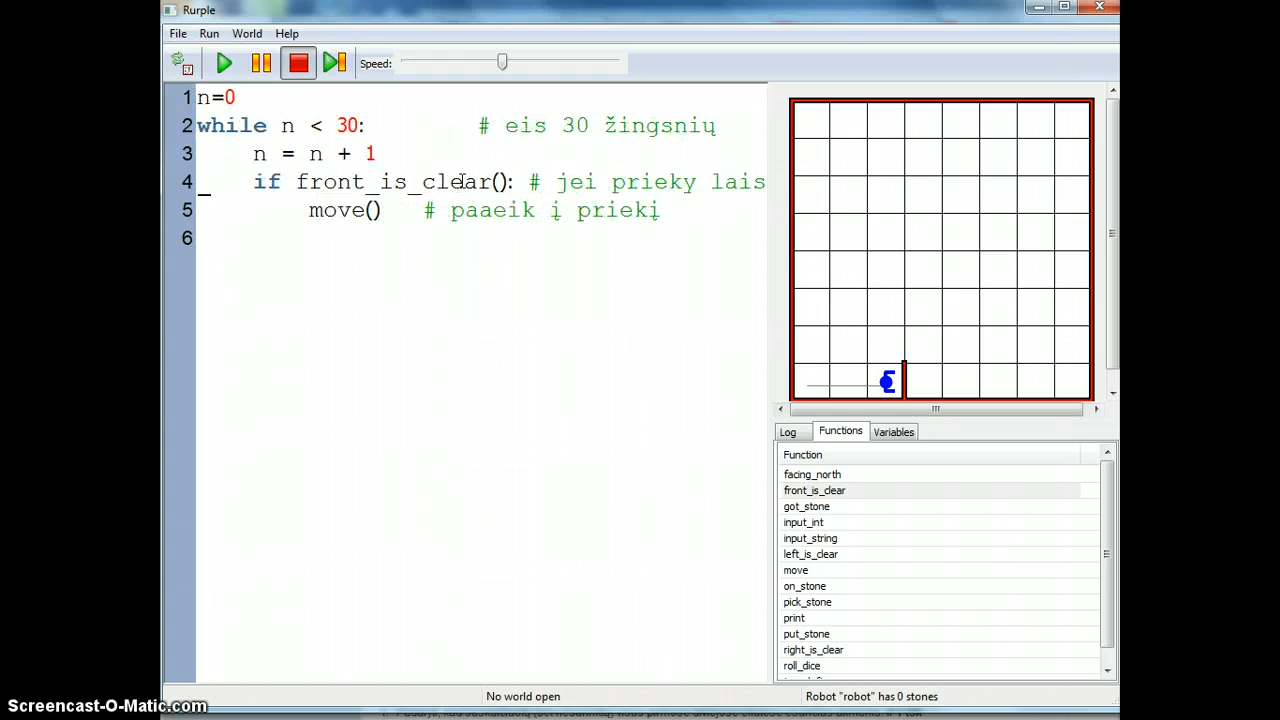 Rurple
File Run World Help
Speed:
1 n=0
2 while n < 30: # eis 30 žingsnių
3 n = n + 1
4 if front_is_clear(): # jei prieky lais
5 move() # paaeik į priekį
6
Log Functions Variables
Function
facing_north
front_is_clear
got_stone
input_int
input_string
left_is_clear
move
on_stone
pick_stone
print
put_stone
right_is_clear
roll_dice
No world open
Robot "robot" has 0 stones
Screencast-O-Matic.com